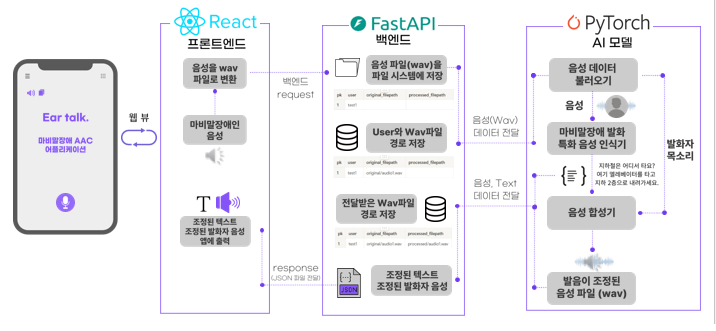 Ear talk.
마비말장애 AAC
어플리케이션
웹 뷰
React
프론트엔드
음성을 wav
파일로 변환
마비말장애인
음성
T
조정된 텍스트
조정된 발화자 음성
앱에 출력
백엔드
request
response
(JSON 파일 전달)
FastAPI
백엔드
음성 파일(wav)을
파일 시스템에 저장
pk user original_filepath processed_filepath
1 test1
User와 Wav파일
경로 저장
pk user original_filepath processed_filepath
1 test1 original/audio1.wav
전달받은 Wav파일
경로 저장
pk user original_filepath processed_filepath
1 test1 original/audio1.wav processed/audio1.wav
{...}
JSON
조정된 텍스트
조정된 발화자 음성
음성(Wav)
데이터 전달
음성, Text
데이터 전달
PyTorch
AI 모델
음성 데이터
불러오기
음성
마비말장애 발화
특화 음성 인식기
지하철은 어디서 타요?
여기 엘레베이터를 타고
지하 2층으로 내려가세요.
음성 합성기
발음이 조정된
음성 파일 (wav)
발화자
목소리